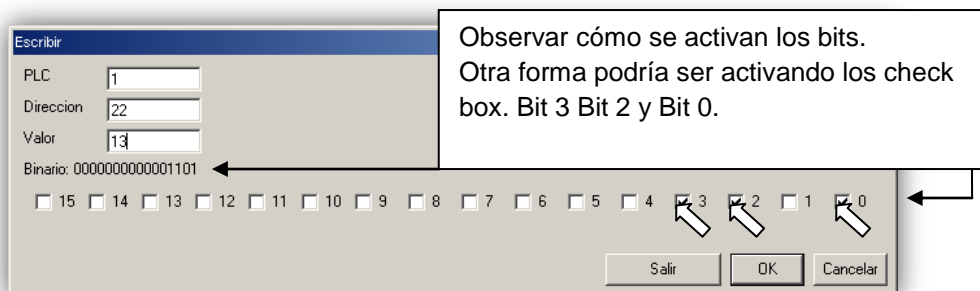 Escribir
Observar cómo se activan los bits.
Otra forma podría ser activando los check
box. Bit 3 Bit 2 y Bit 0.
PLC 1
Direccion 22
Valor 13
Binario: 0000000000001101
15 14 13 12 11 10 9 8 7 6 5 4 3 2 1 0
Salir OK Cancelar